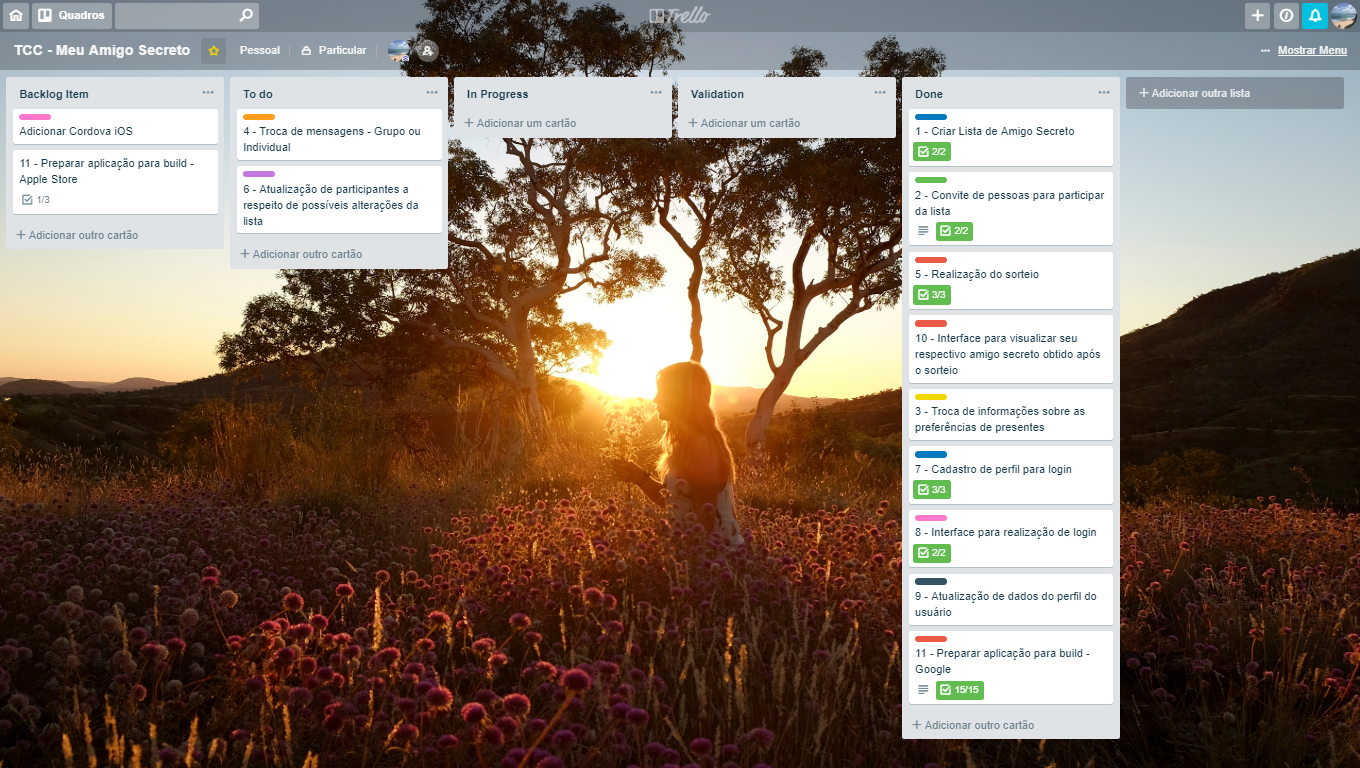 Quadros
Trello
TCC - Meu Amigo Secreto
Pessoal
Particular
A
Mostrar Menu
Backlog Item
Adicionar Cordova iOS
11 - Preparar aplicação para build -
Apple Store
1/3
+ Adicionar outro cartão
To do
4 - Troca de mensagens - Grupo ou
Individual
6 - Atualização de participantes a
respeito de possíveis alterações da
lista
+ Adicionar outro cartão
In Progress
+ Adicionar um cartão
Validation
+ Adicionar um cartão
Done
1 - Criar Lista de Amigo Secreto
2/2
2 - Convite de pessoas para participar
da lista
2/2
5 - Realização do sorteio
3/3
10 - Interface para visualizar seu
respectivo amigo secreto obtido após
o sorteio
3 - Troca de informações sobre as
preferências de presentes
7 - Cadastro de perfil para login
3/3
8 - Interface para realização de login
2/2
9 - Atualização de dados do perfil do
usuário
11 - Preparar aplicação para build -
Google
15/15
+ Adicionar outro cartão
+ Adicionar outra lista